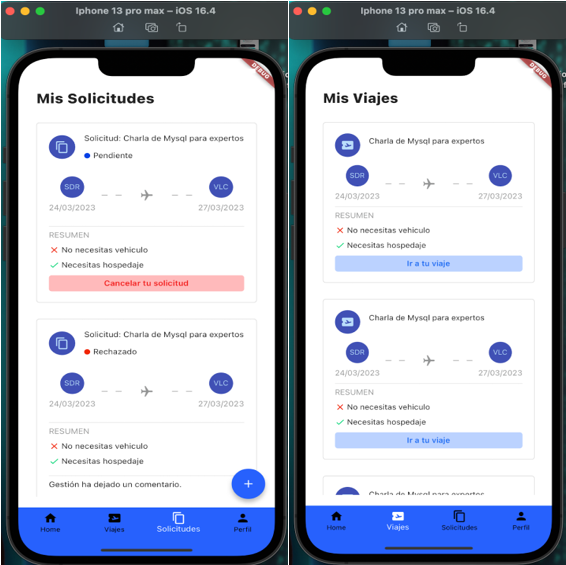 Iphone 13 pro max – iOS 16.4
DEBUG
Mis Solicitudes
Solicitud: Charla de Mysql para expertos
Pendiente
SDR
VLC
24/03/2023
27/03/2023
RESUMEN
No necesitas vehiculo
Necesitas hospedaje
Cancelar tu solicitud
Solicitud: Charla de Mysql para expertos
Rechazado
SDR
VLC
24/03/2023
27/03/2023
RESUMEN
No necesitas vehiculo
Necesitas hospedaje
Gestión ha dejado un comentario.
Home
Viajes
Solicitudes
Perfil
Iphone 13 pro max – iOS 16.4
DEBUG
Mis Viajes
Charla de Mysql para expertos
SDR
VLC
24/03/2023
27/03/2023
RESUMEN
No necesitas vehiculo
Necesitas hospedaje
Ir a tu viaje
Charla de Mysql para expertos
SDR
VLC
24/03/2023
27/03/2023
RESUMEN
No necesitas vehiculo
Necesitas hospedaje
Ir a tu viaje
Charla de Mysql para expertos
Home
Viajes
Solicitudes
Perfil